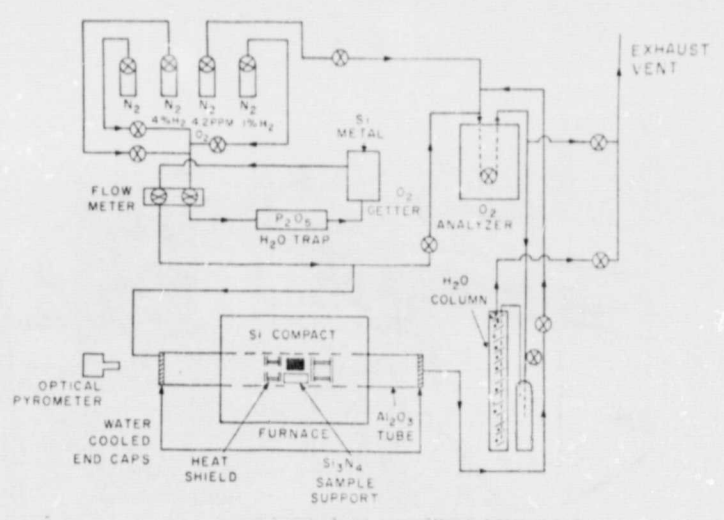 EXHAUST
VENT
N2 N2 N2 N2
4%H2 4.2PPM 1%H2
O2
Si
METAL
FLOW
METER
P2O5
H2O TRAP
O2
GETTER
O2
ANALYZER
H2O
COLUMN
Si COMPACT
OPTICAL
PYROMETER
WATER
COOLED
END CAPS
FURNACE
HEAT
SHIELD
Si3N4
SAMPLE
SUPPORT
Al2O3
TUBE